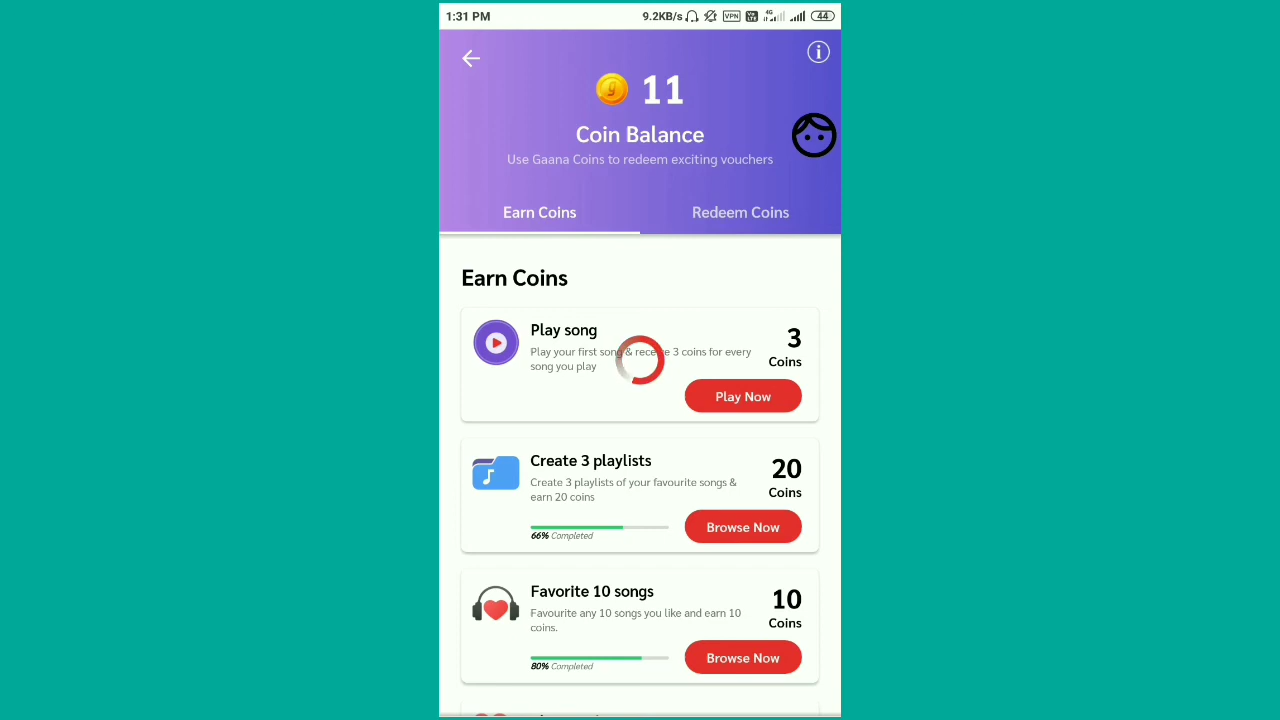 1:31 PM
9.2KB/s VPN Vo LTE 4G 44
11
Coin Balance
Use Gaana Coins to redeem exciting vouchers
Earn Coins
Redeem Coins
Earn Coins
Play song
3
Play your first song & receive 3 coins for every
song you play
Coins
Play Now
Create 3 playlists
20
Create 3 playlists of your favourite songs &
earn 20 coins
Coins
66% Completed
Browse Now
Favorite 10 songs
10
Favourite any 10 songs you like and earn 10
coins.
Coins
80% Completed
Browse Now